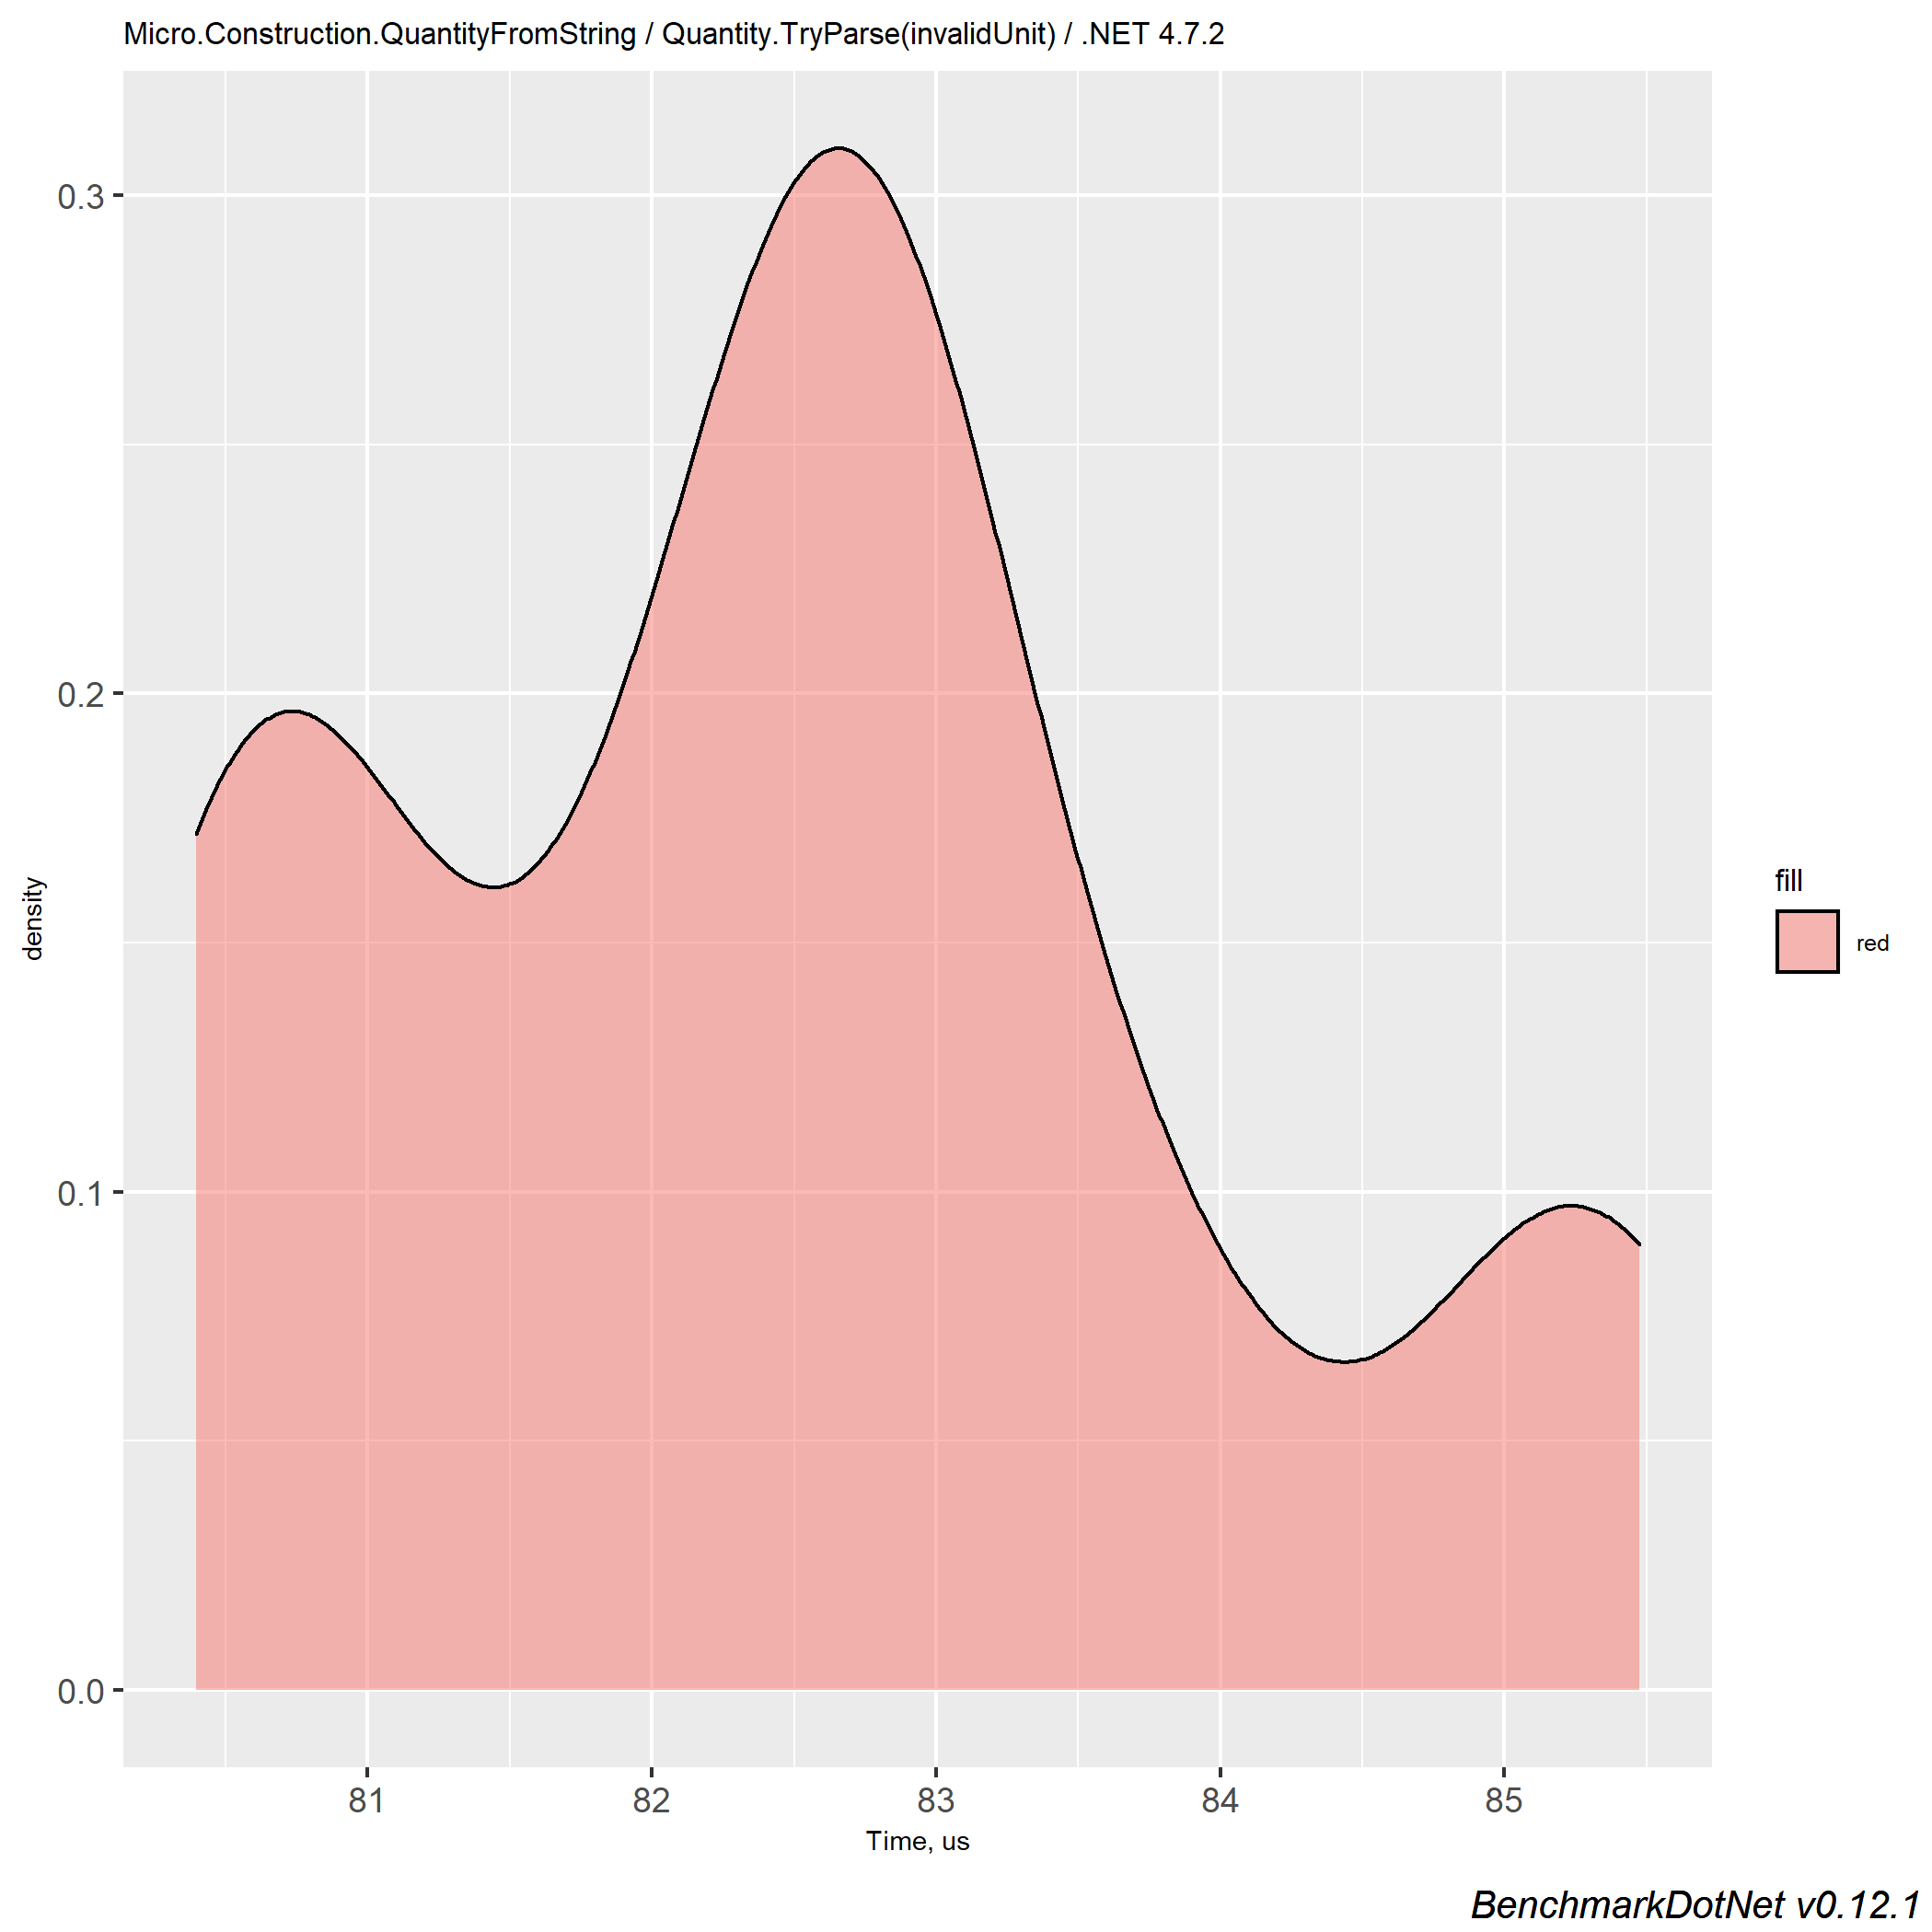 Micro.Construction.QuantityFromString / Quantity.TryParse(invalidUnit) / .NET 4.7.2
0.3
0.2
0.1
0.0
density
81 82 83 84 85
Time, us
fill
red
BenchmarkDotNet v0.12.1